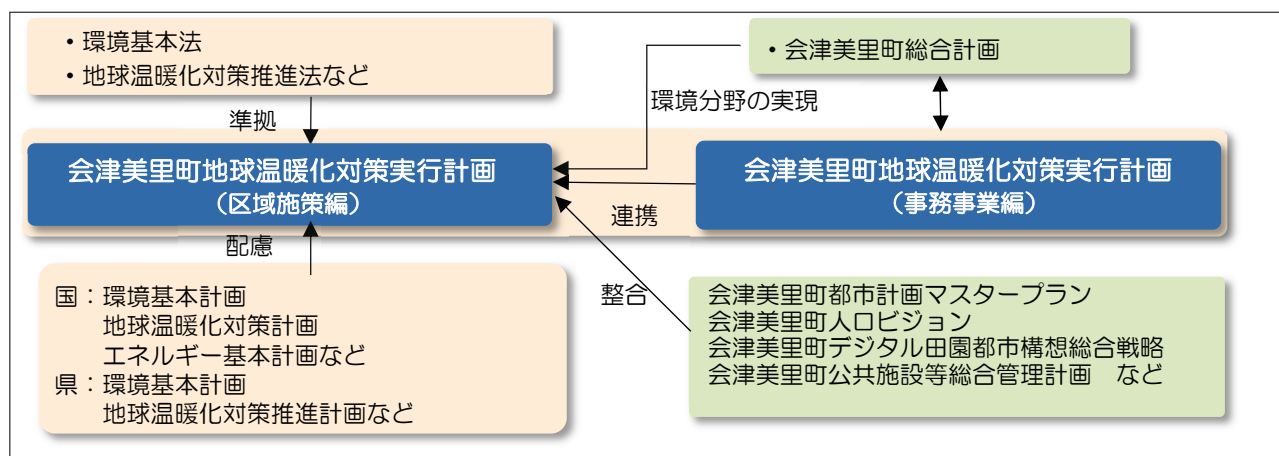 ・環境基本法
・地球温暖化対策推進法など
・会津美里町総合計画
準拠
環境分野の実現
会津美里町地球温暖化対策実行計画
（区域施策編）
会津美里町地球温暖化対策実行計画
（事務事業編）
連携
配慮
整合
国：環境基本計画
地球温暖化対策計画
エネルギー基本計画など
県：環境基本計画
地球温暖化対策推進計画など
会津美里町都市計画マスタープラン
会津美里町人口ビジョン
会津美里町デジタル田園都市構想総合戦略
会津美里町公共施設等総合管理計画　など